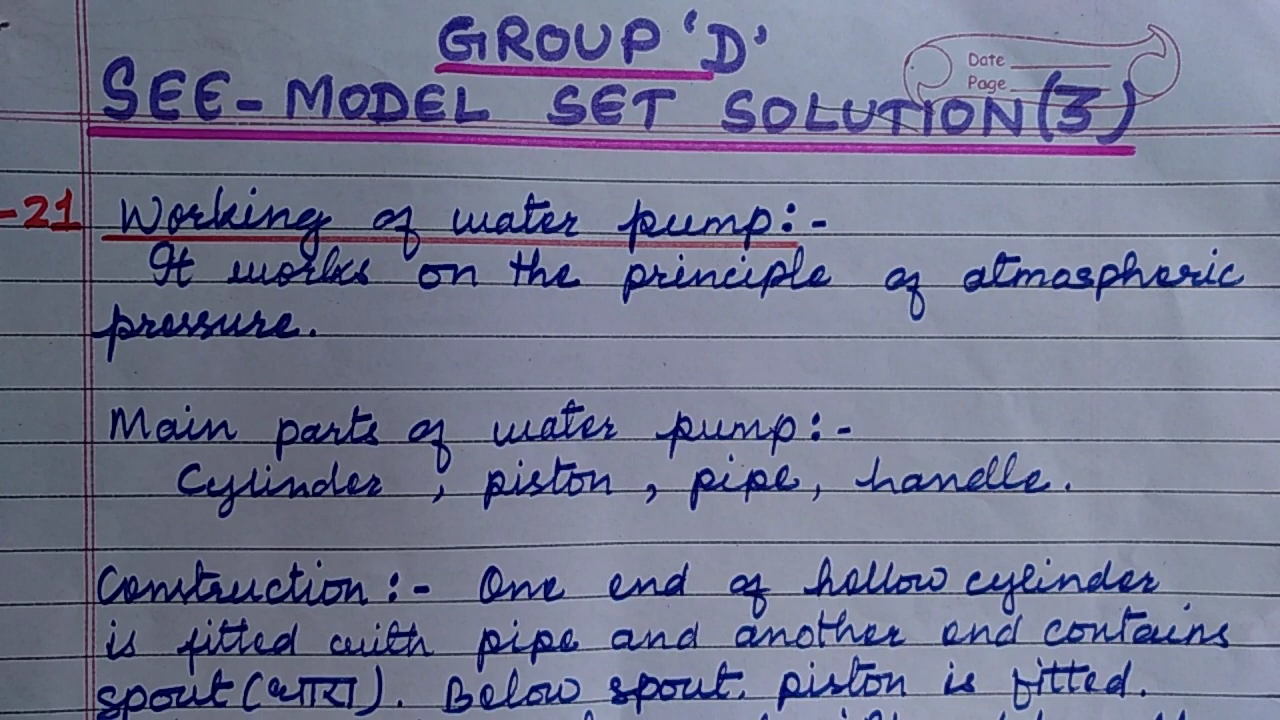 GROUP 'D'
Date
Page
SEE-MODEL SET SOLUTION(3)
-21 Working of water pump:-
It works on the principle of atmospheric
pressure.
Main parts of water pump:-
Cylinder, piston, pipe, handle.
Construction:- One end of hollow cylinder
is fitted with pipe and another end contains
spout(धारा). Below spout, piston is fitted.